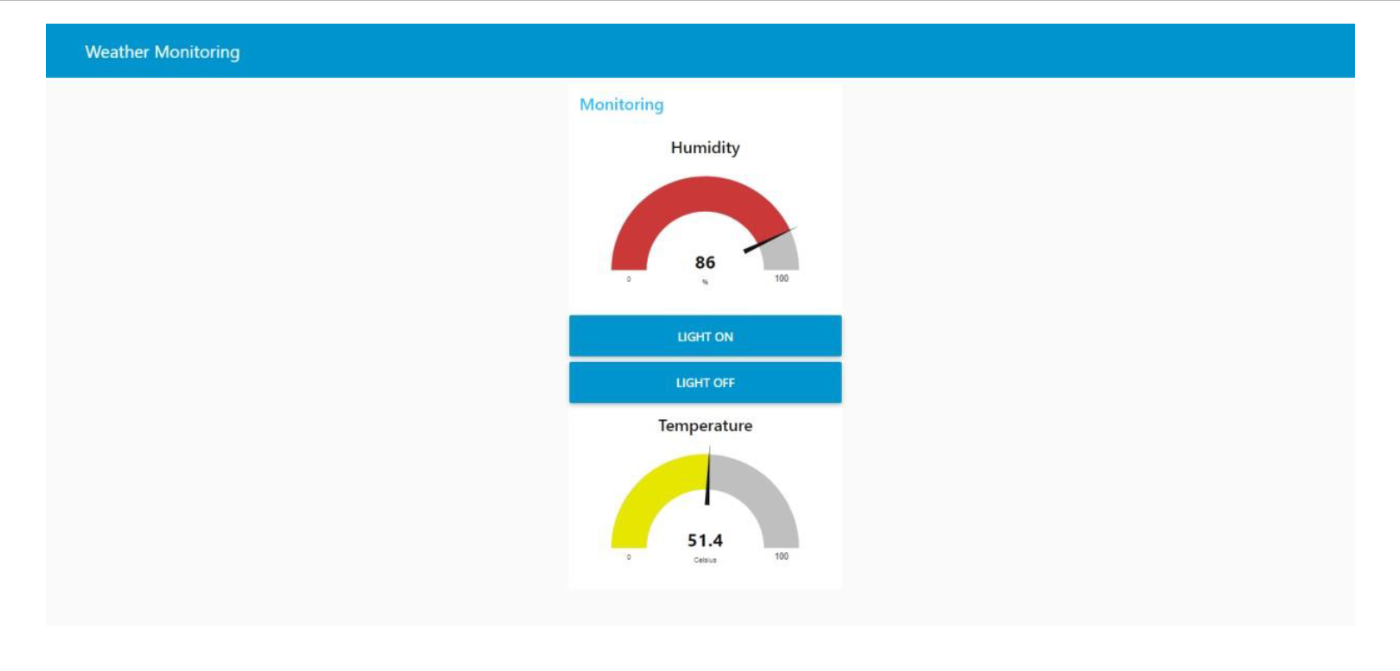 Weather Monitoring
Monitoring
Humidity
86
%
0
100
LIGHT ON
LIGHT OFF
Temperature
51.4
Celsius
0
100